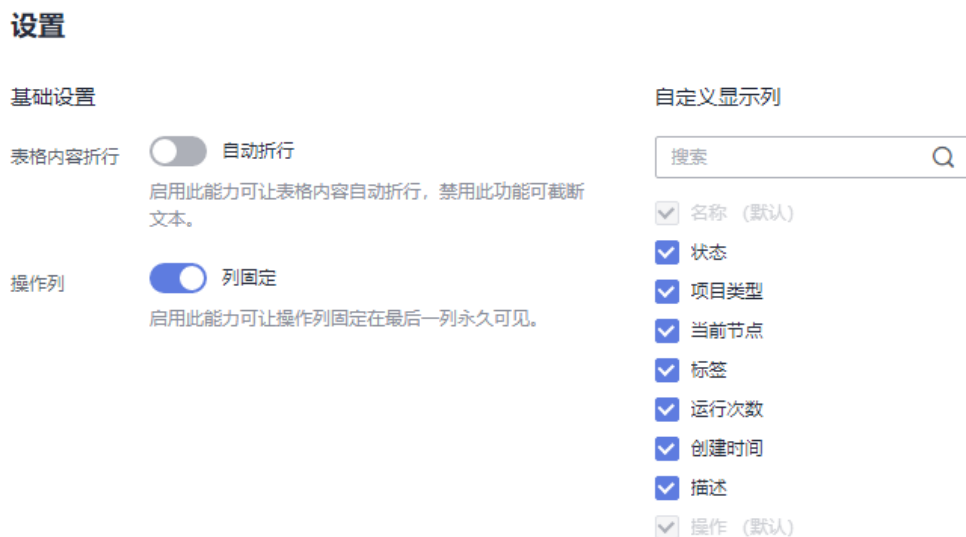 设置
基础设置
表格内容折行
自动折行
启用此能力可让表格内容自动折行，禁用此功能可截断
文本。
操作列
列固定
启用此能力可让操作列固定在最后一列永久可见。
自定义显示列
搜索
名称 （默认）
状态
项目类型
当前节点
标签
运行次数
创建时间
描述
操作 （默认）